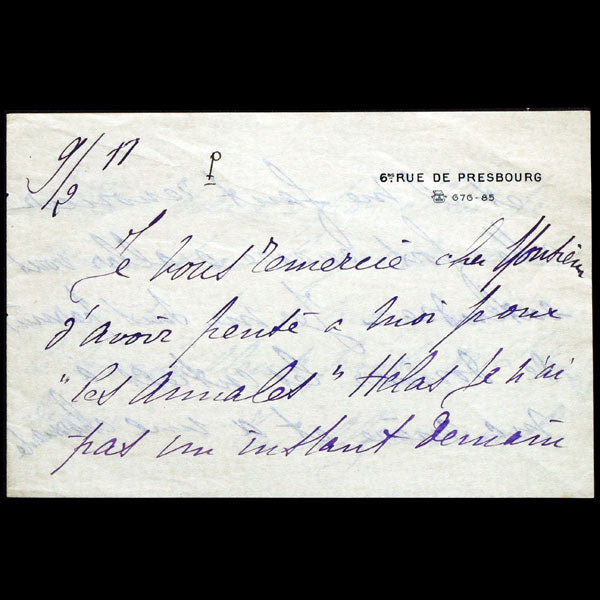 9/2 11
6, RUE DE PRESBOURG
676-85
Je vous remercie cher Monsieur
d'avoir pensé a moi pour
"les Annales" Hélas je n'ai
pas un instant demain